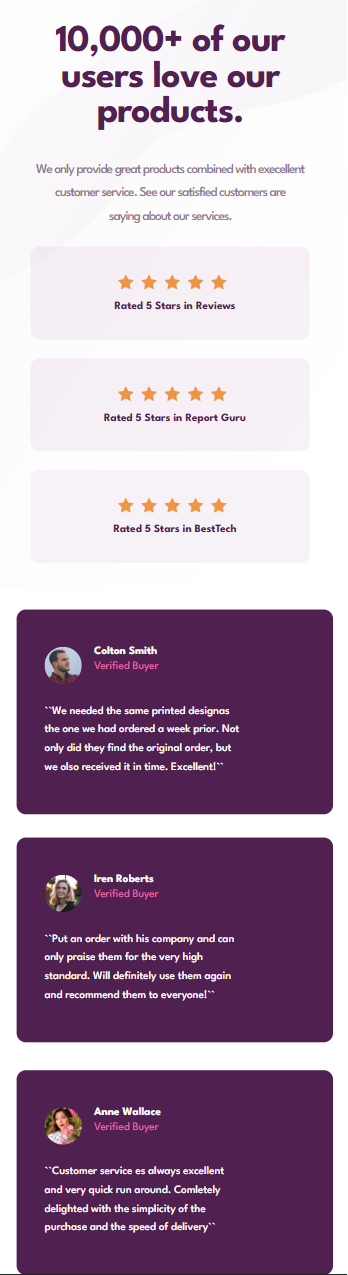 10,000+ of our
users love our
products.
We only provide great products combined with execellent
customer service. See our satisfied customers are
saying about our services.
Rated 5 Stars in Reviews
Rated 5 Stars in Report Guru
Rated 5 Stars in BestTech
Colton Smith
Verified Buyer
``We needed the same printed designas
the one we had ordered a week prior. Not
only did they find the original order, but
we olso received it in time. Excellent!``
Iren Roberts
Verified Buyer
``Put an order with his company and can
only praise them for the very high
standard. Will definitely use them again
and recommend them to everyone!``
Anne Wallace
Verified Buyer
``Customer service es always excellent
and very quick run around. Comletely
delighted with the simplicity of the
purchase and the speed of delivery``